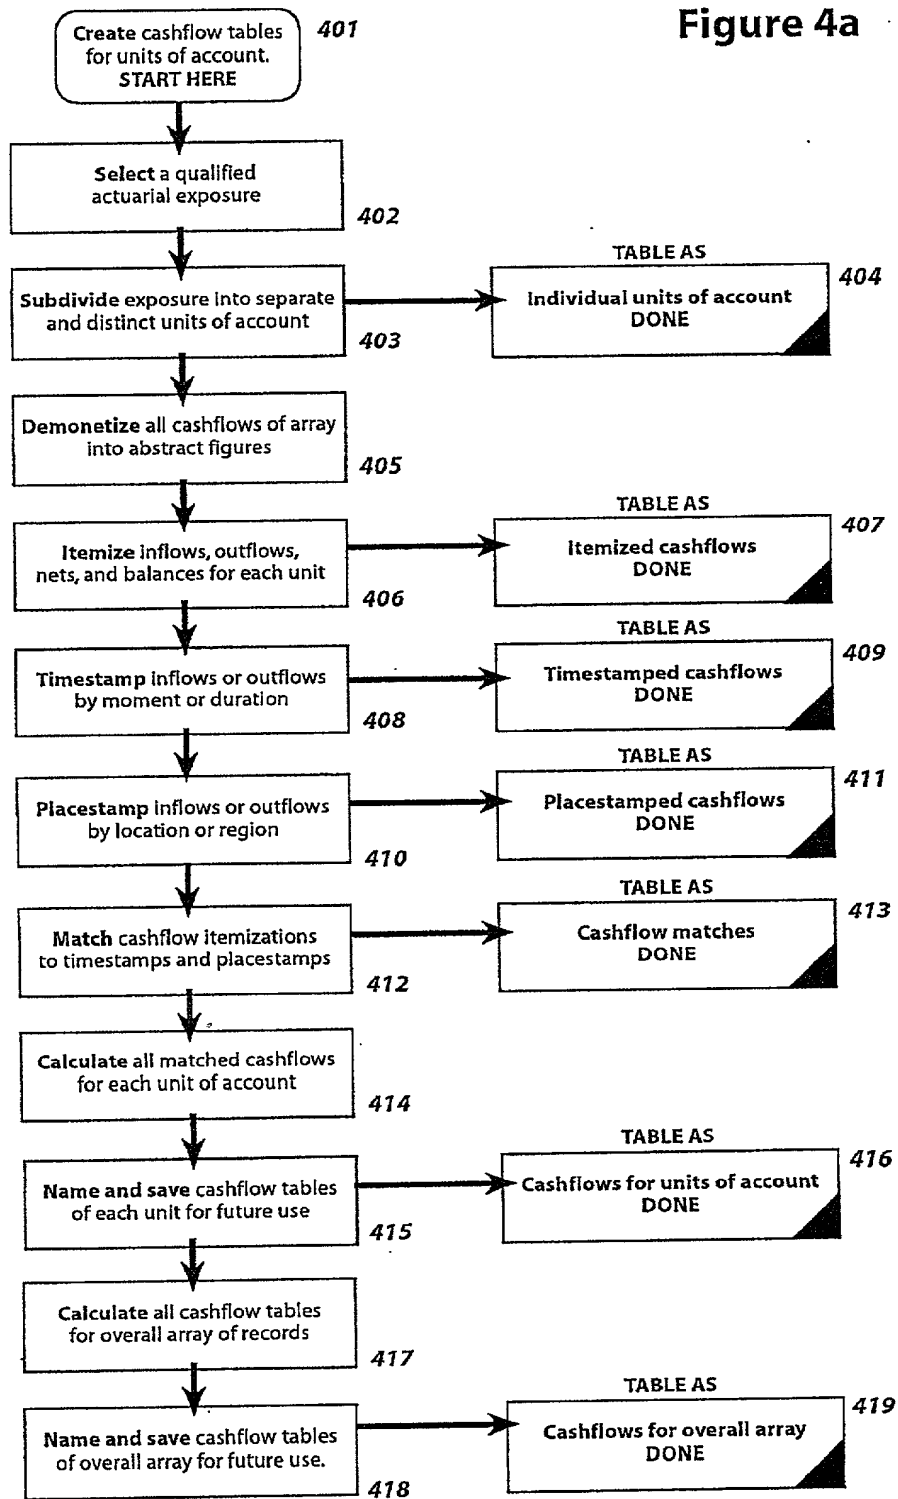 Figure 4a
Create cashflow tables
for units of account.
START HERE
401
Select a qualified
actuarial exposure
402
Subdivide exposure into separate
and distinct units of account
403
TABLE AS
Individual units of account
DONE
404
Demonetize all cashflows of array
into abstract figures
405
Itemize inflows, outflows,
nets, and balances for each unit
406
TABLE AS
Itemized cashflows
DONE
407
Timestamp inflows or outflows
by moment or duration
408
TABLE AS
Timestamped cashflows
DONE
409
Placestamp inflows or outflows
by location or region
410
TABLE AS
Placestamped cashflows
DONE
411
Match cashflow itemizations
to timestamps and placestamps
412
TABLE AS
Cashflow matches
DONE
413
Calculate all matched cashflows
for each unit of account
414
Name and save cashflow tables
of each unit for future use
415
TABLE AS
Cashflows for units of account
DONE
416
Calculate all cashflow tables
for overall array of records
417
Name and save cashflow tables
of overall array for future use.
418
TABLE AS
Cashflows for overall array
DONE
419